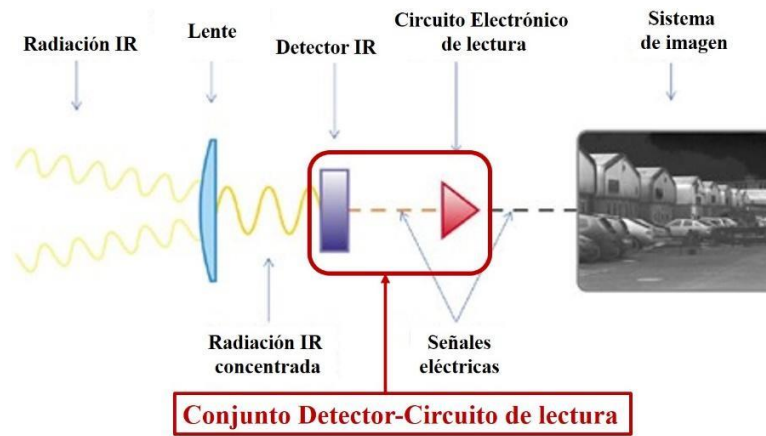 Radiación IR
Lente
Detector IR
Circuito Electrónico
de lectura
Sistema
de imagen
Radiación IR
concentrada
Señales
eléctricas
Conjunto Detector-Circuito de lectura